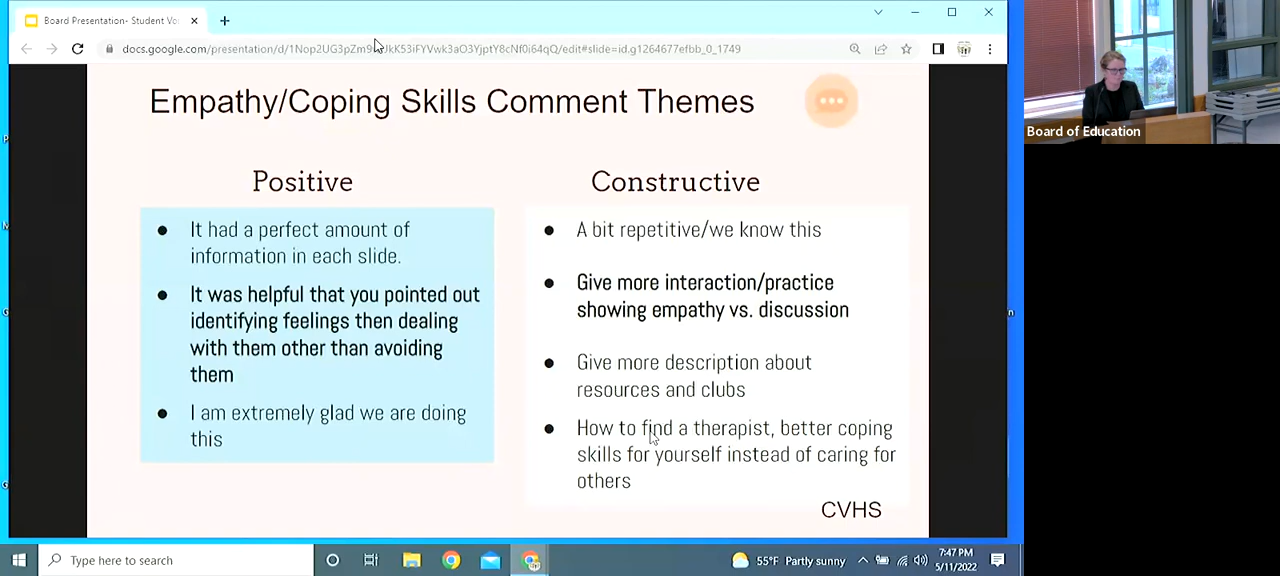 Board Presentation- Student Vo
docs.google.com/presentation/d/1Nop2UG3pZm9 JkK53iFYVwk3aO3YjptY8cNf0i64qQ/edit#slide=id.g1264677efbb_0_1749
Empathy/Coping Skills Comment Themes
Positive
It had a perfect amount of
information in each slide.
It was helpful that you pointed out
identifying feelings then dealing
with them other than avoiding
them
I am extremely glad we are doing
this
Constructive
A bit repetitive/we know this
Give more interaction/practice
showing empathy vs. discussion
Give more description about
resources and clubs
How to find a therapist, better coping
skills for yourself instead of caring for
others
CVHS
Board of Education
Type here to search
55°F Partly sunny
7:47 PM
5/11/2022